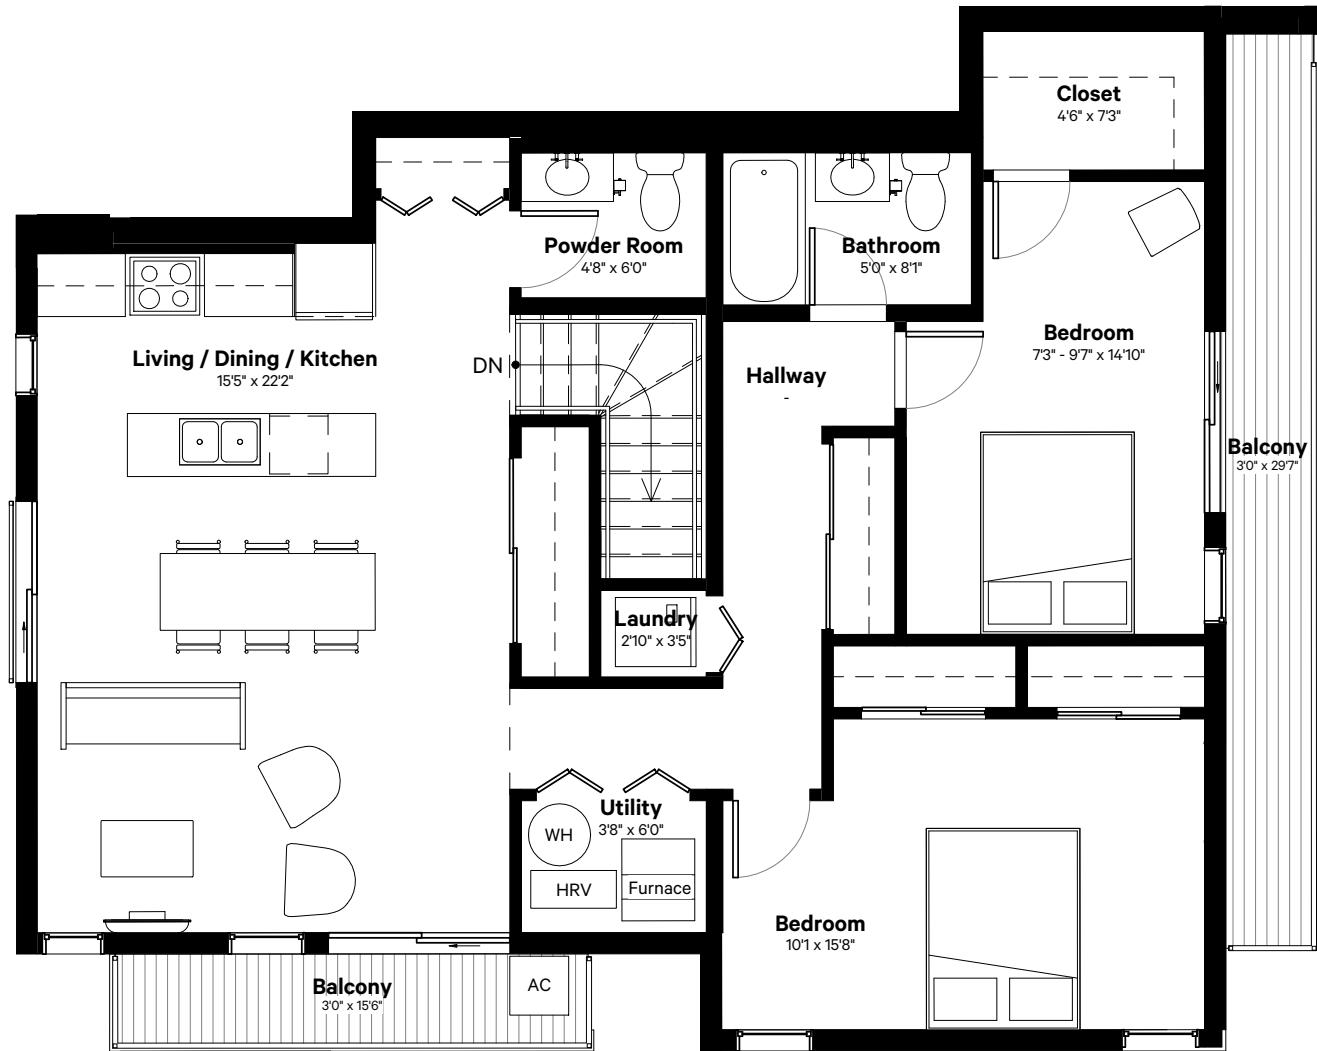 Closet
4'6" x 7'3"
Powder Room
4'8" x 6'0"
Bathroom
5'0" x 8'1"
Bedroom
7'3" - 9'7" x 14'10"
Living / Dining / Kitchen
15'5" x 22'2"
DN
Hallway
-
Balcony
3'0" x 29'7"
Laundry
2'10" x 3'5"
Utility
3'8" x 6'0"
WH
HRV
Furnace
Bedroom
10'1 x 15'8"
Balcony
3'0" x 15'6"
AC